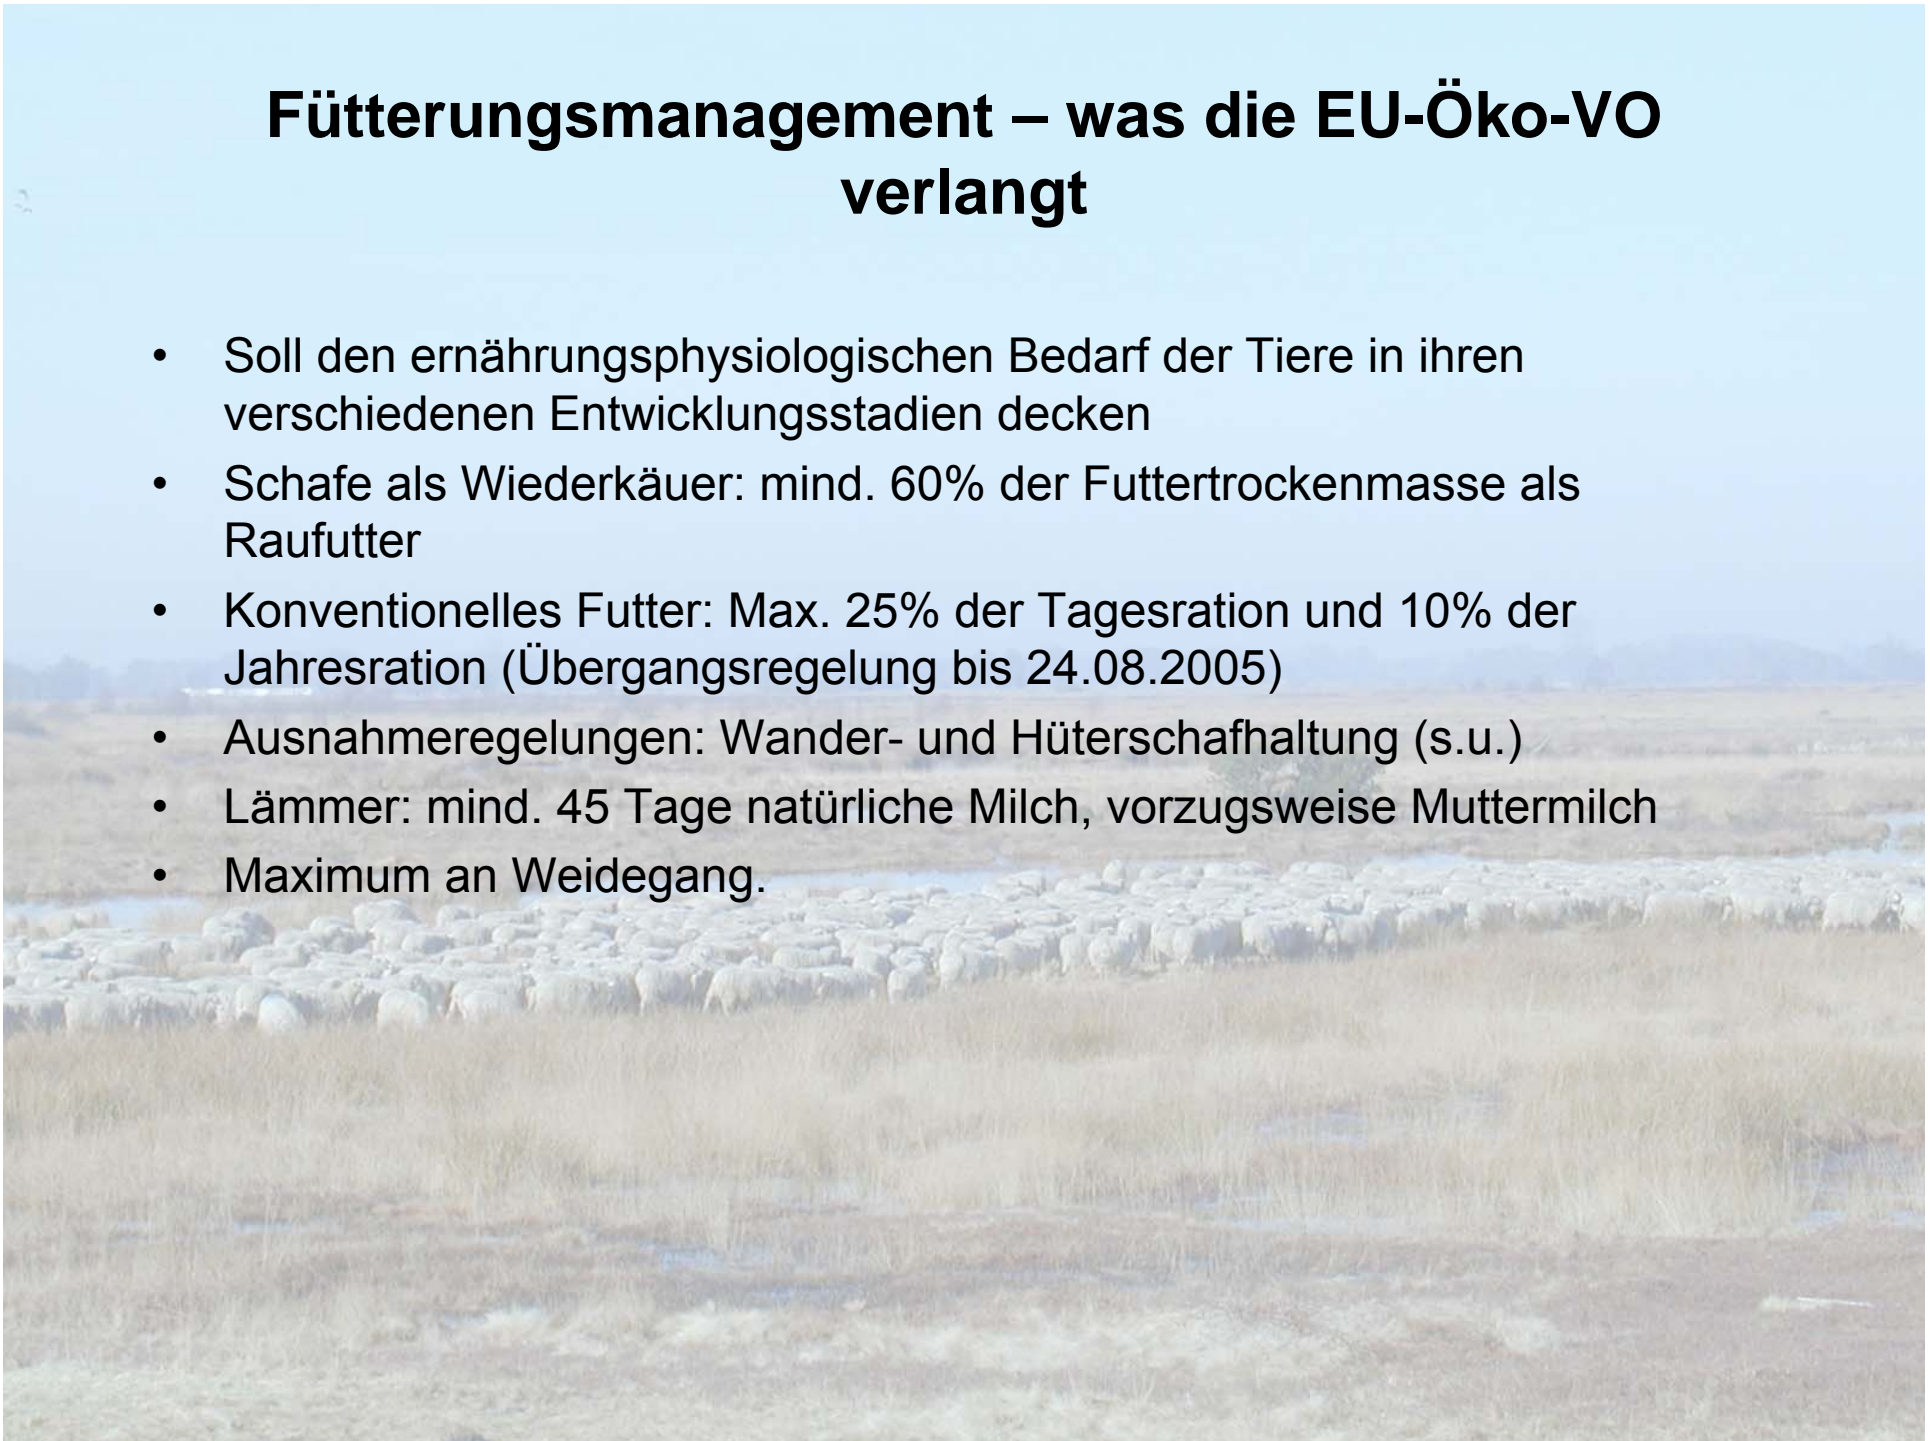 Fütterungsmanagement – was die EU-Öko-VO
verlangt
• Soll den ernährungsphysiologischen Bedarf der Tiere in ihren
verschiedenen Entwicklungsstadien decken
• Schafe als Wiederkäuer: mind. 60% der Futtertrockenmasse als
Raufutter
• Konventionelles Futter: Max. 25% der Tagesration und 10% der
Jahresration (Übergangsregelung bis 24.08.2005)
• Ausnahmeregelungen: Wander- und Hüterschafhaltung (s.u.)
• Lämmer: mind. 45 Tage natürliche Milch, vorzugsweise Muttermilch
• Maximum an Weidegang.